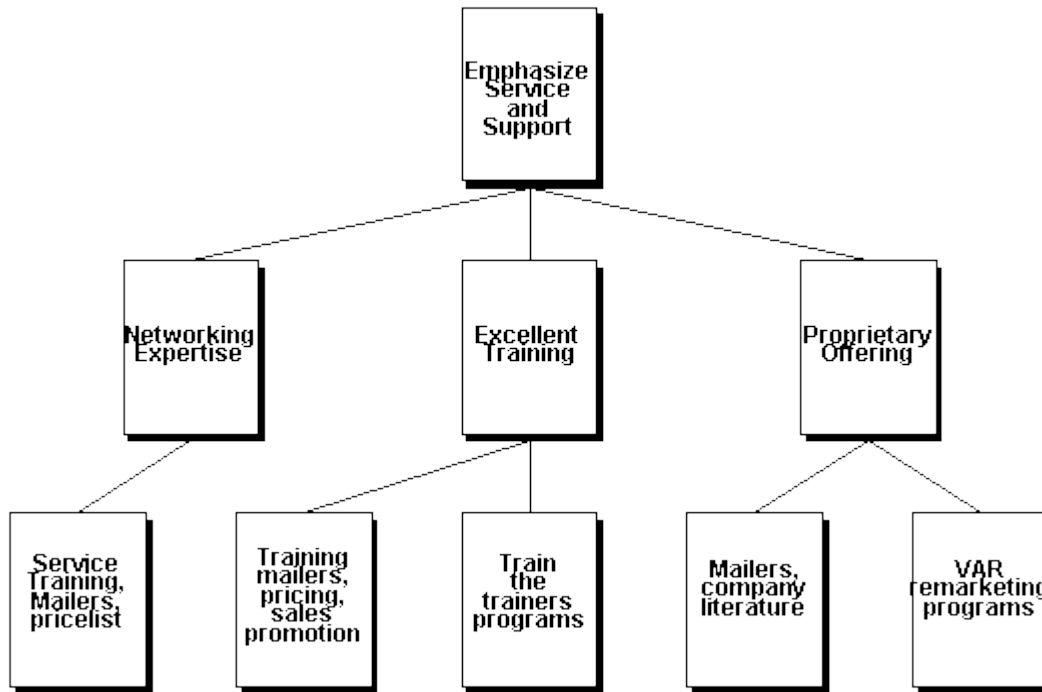 Emphasize
Service
and
Support
Networking
Expertise
Excellent
Training
Proprietary
Offering
Service
Training,
Mailers,
pricelist
Training
mailers,
pricing,
sales
promotion
Train
the
trainers
programs
Mailers,
company
literature
VAR
remarketing
programs